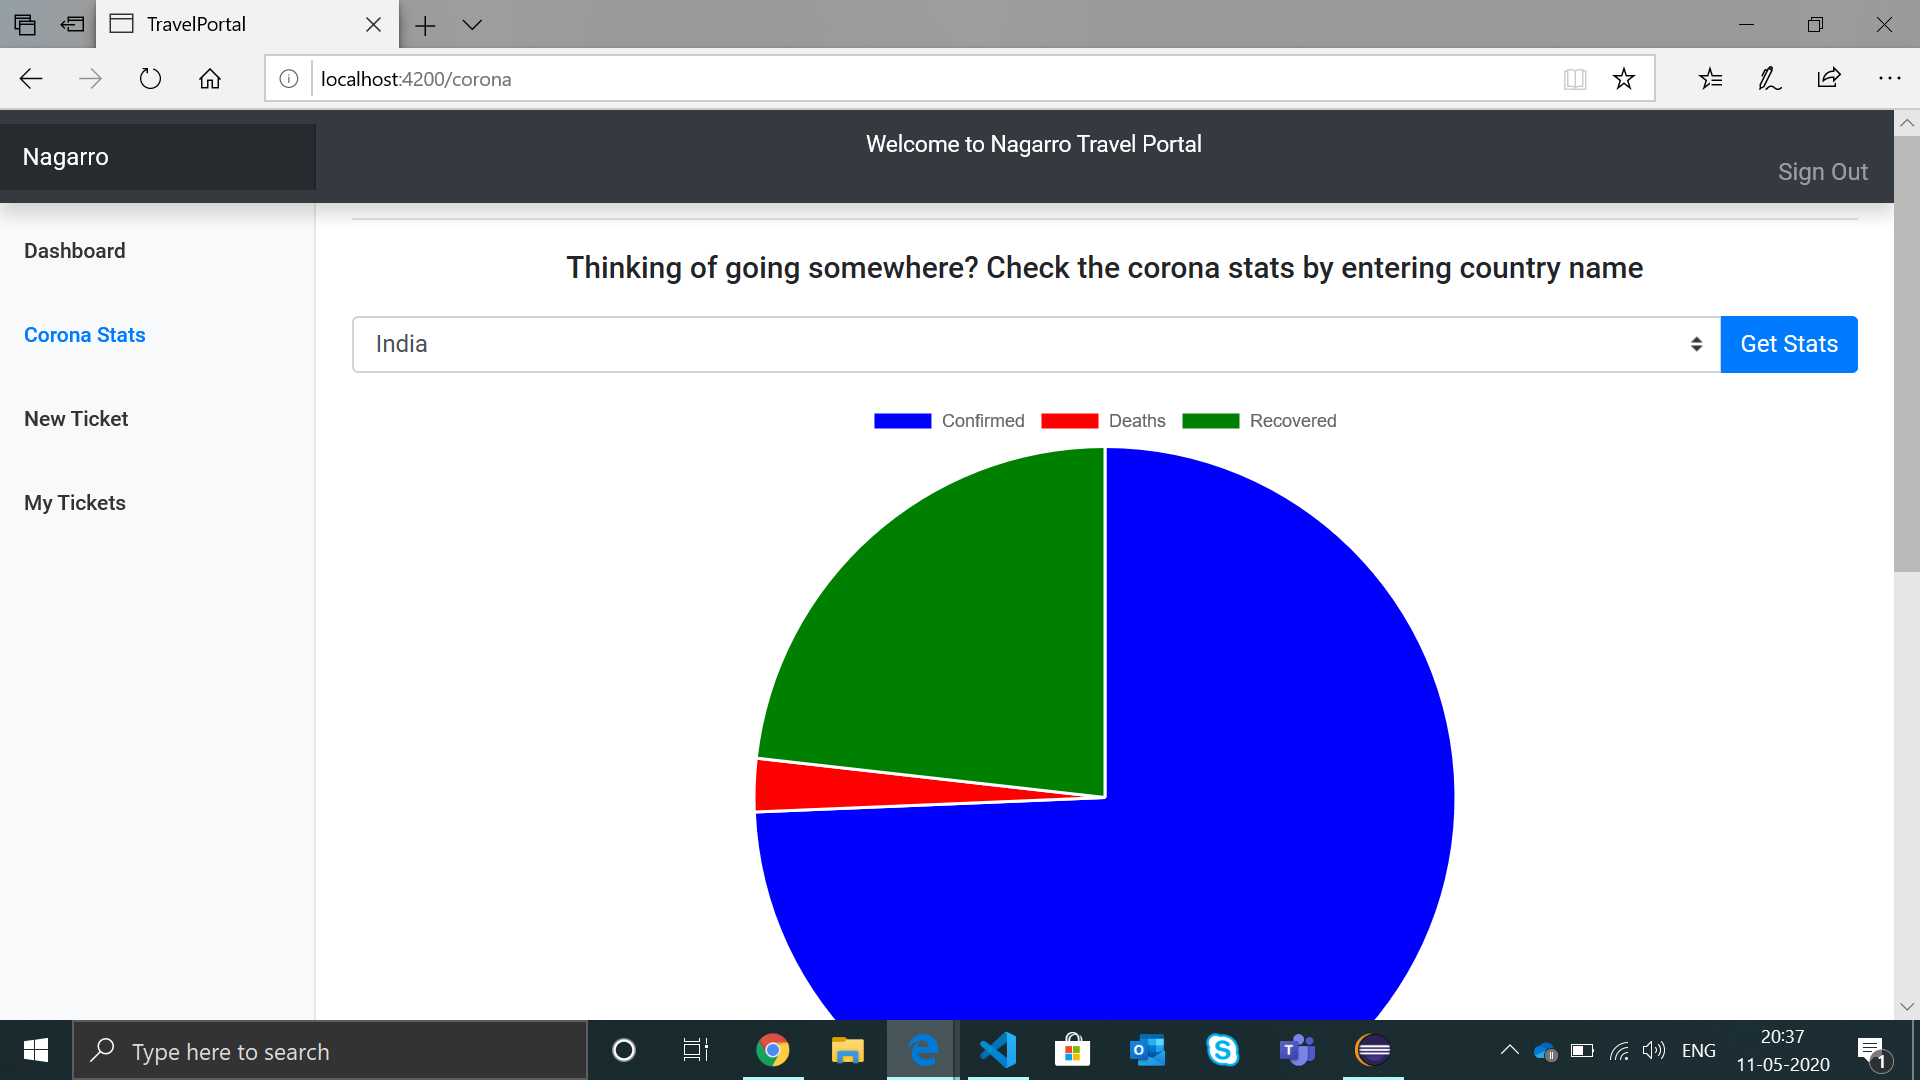 TravelPortal
localhost:4200/corona
Nagarro
Welcome to Nagarro Travel Portal
Sign Out
Dashboard
Corona Stats
New Ticket
My Tickets
Thinking of going somewhere? Check the corona stats by entering country name
India
Get Stats
Confirmed Deaths Recovered
Type here to search
ENG
20:37
11-05-2020
1